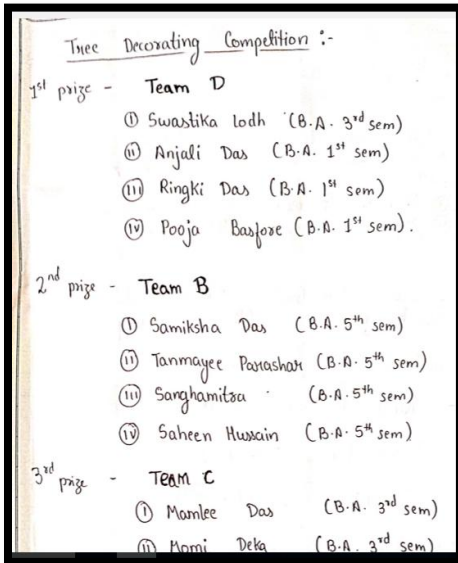 Tree Decorating Competition :-
1st prize - Team D
(i) Swastika lodh (B.A. 3rd sem)
(ii) Anjali Das (B.A. 1st sem)
(iii) Ringki Das (B.A. 1st sem)
(iv) Pooja Basfore (B.A. 1st sem).
2nd prize - Team B
(i) Samiksha Das (B.A. 5th sem)
(ii) Tanmayee Parashar (B.A. 5th sem)
(iii) Sanghamitra (B.A. 5th sem)
(iv) Saheen Hussain (B.A. 5th sem)
3rd prize - TEAM C
(i) Mamlee Das (B.A. 3rd sem)
(ii) Momi Deka (B.A. 3rd sem)